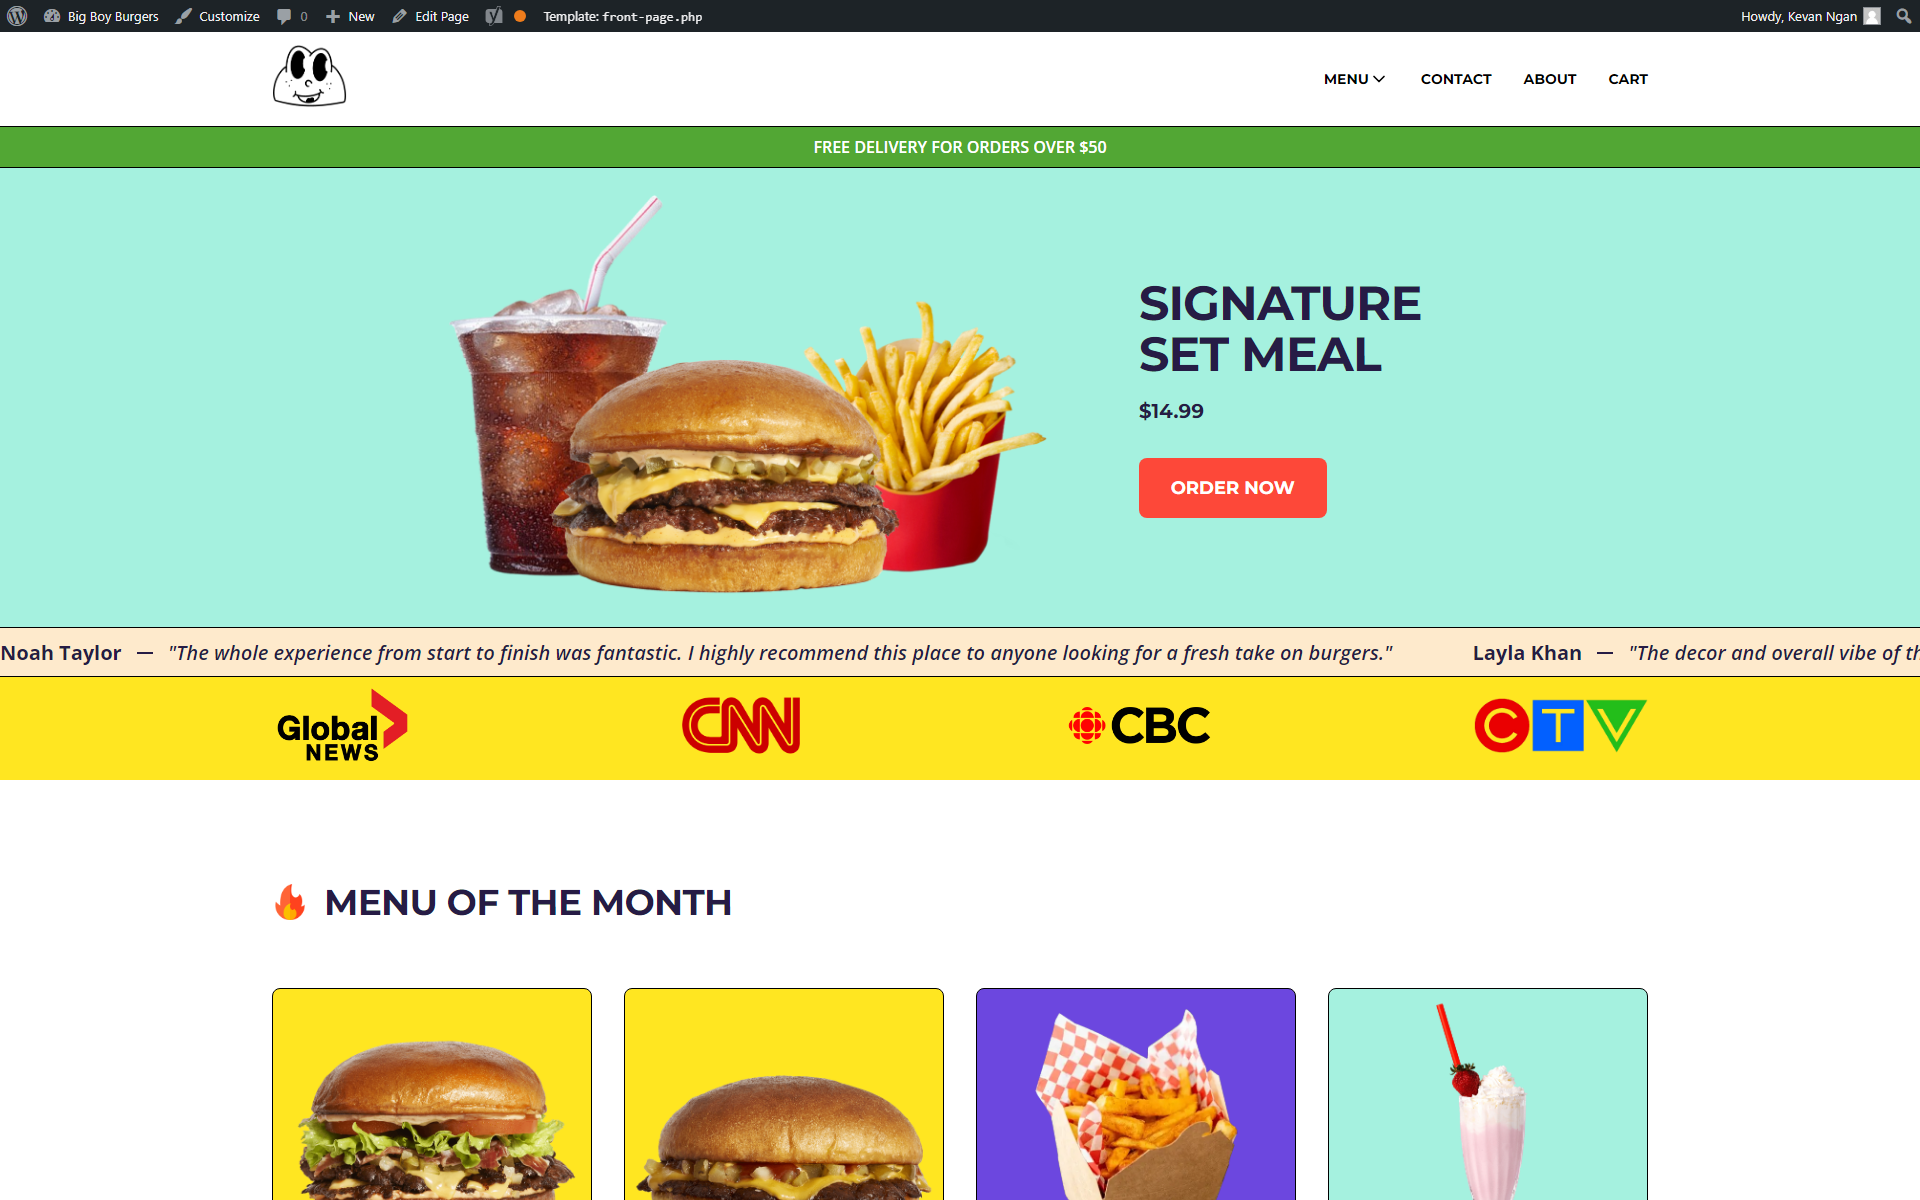 Big Boy Burgers Customize 0 New Edit Page Template: front-page.php Howdy, Kevan Ngan
MENU CONTACT ABOUT CART
FREE DELIVERY FOR ORDERS OVER $50
SIGNATURE
SET MEAL
$14.99
ORDER NOW
Noah Taylor — "The whole experience from start to finish was fantastic. I highly recommend this place to anyone looking for a fresh take on burgers." Layla Khan — "The decor and overall vibe of th
Global
NEWS
CNN
CBC
CTV
MENU OF THE MONTH